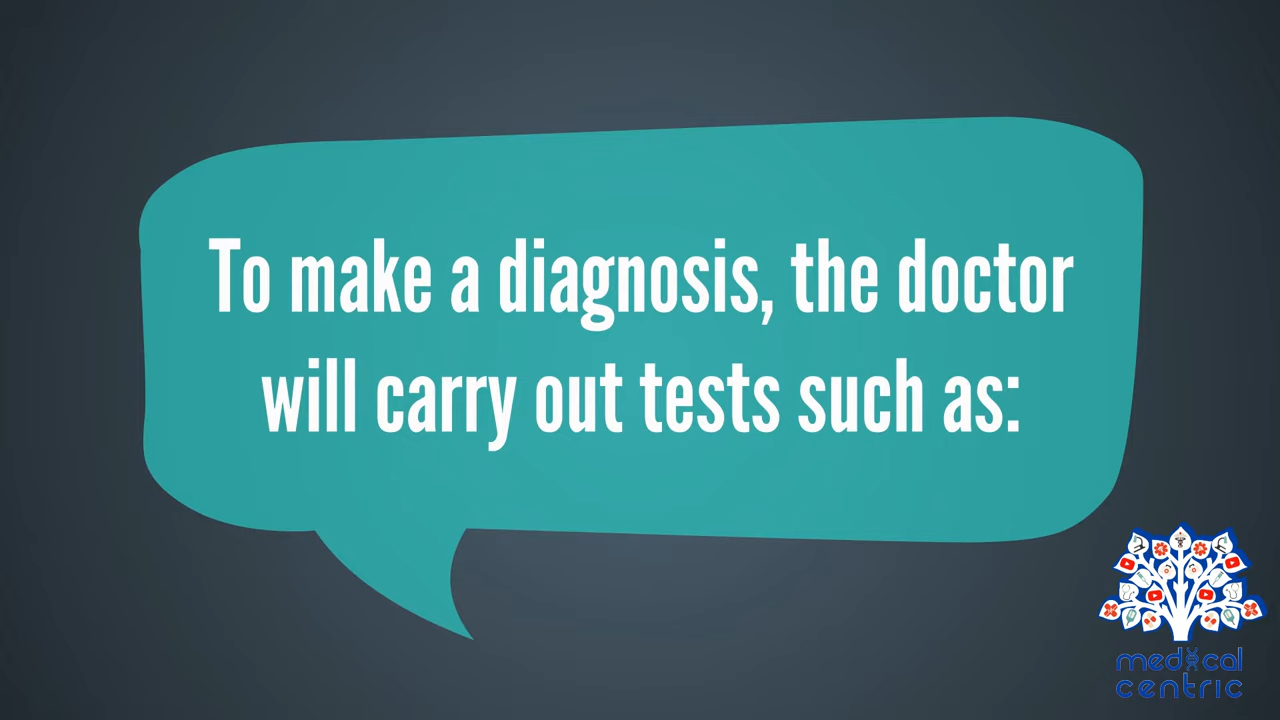 To make a diagnosis, the doctor
will carry out tests such as:
medical
centric